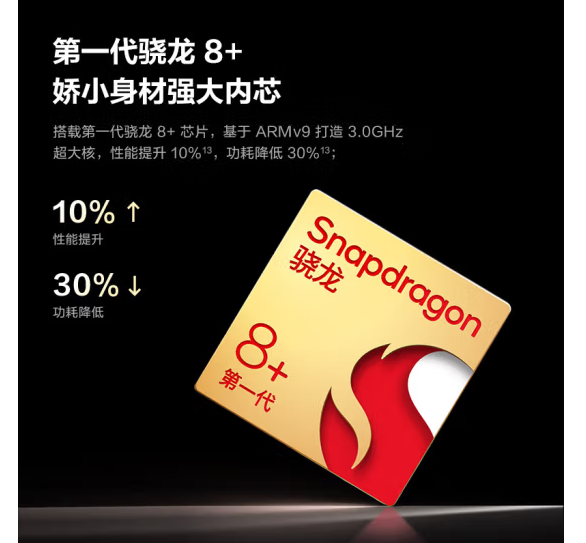 第一代骁龙 8+
娇小身材强大内芯
搭载第一代骁龙 8+ 芯片，基于 ARMv9 打造 3.0GHz
超大核，性能提升 10%¹³，功耗降低 30%¹³；
10% ↑
性能提升
30% ↓
功耗降低
Snapdragon
骁龙
8+
第一代